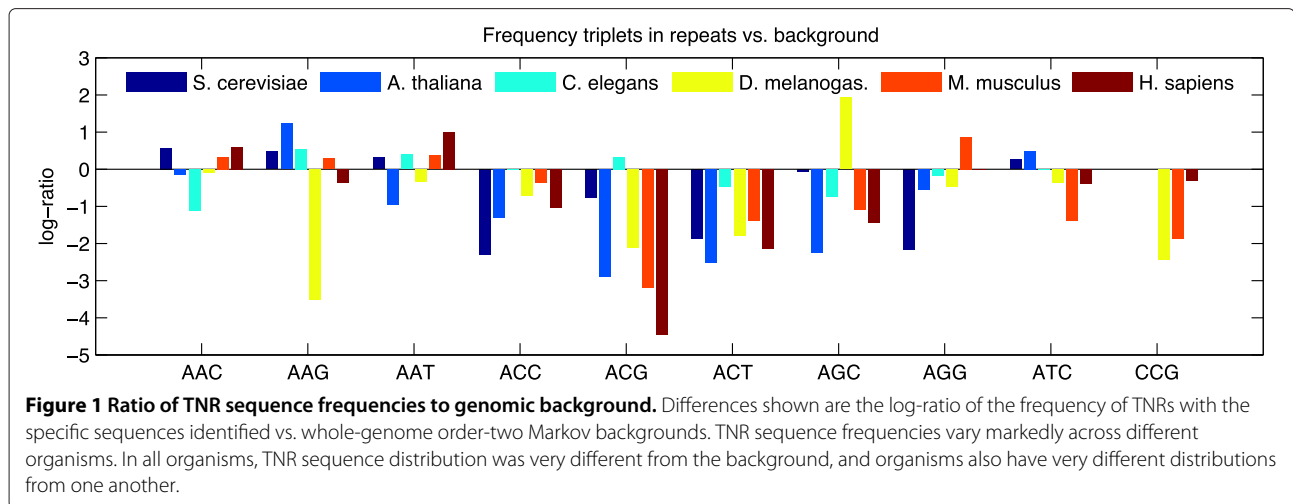 Frequency triplets in repeats vs. background
3
2
1
0
−1
−2
−3
−4
−5
log−ratio
S. cerevisiae A. thaliana C. elegans D. melanogas. M. musculus H. sapiens
AAC AAG AAT ACC ACG ACT AGC AGG ATC CCG
Figure 1 Ratio of TNR sequence frequencies to genomic background. Differences shown are the log-ratio of the frequency of TNRs with the
specific sequences identified vs. whole-genome order-two Markov backgrounds. TNR sequence frequencies vary markedly across different
organisms. In all organisms, TNR sequence distribution was very different from the background, and organisms also have very different distributions
from one another.